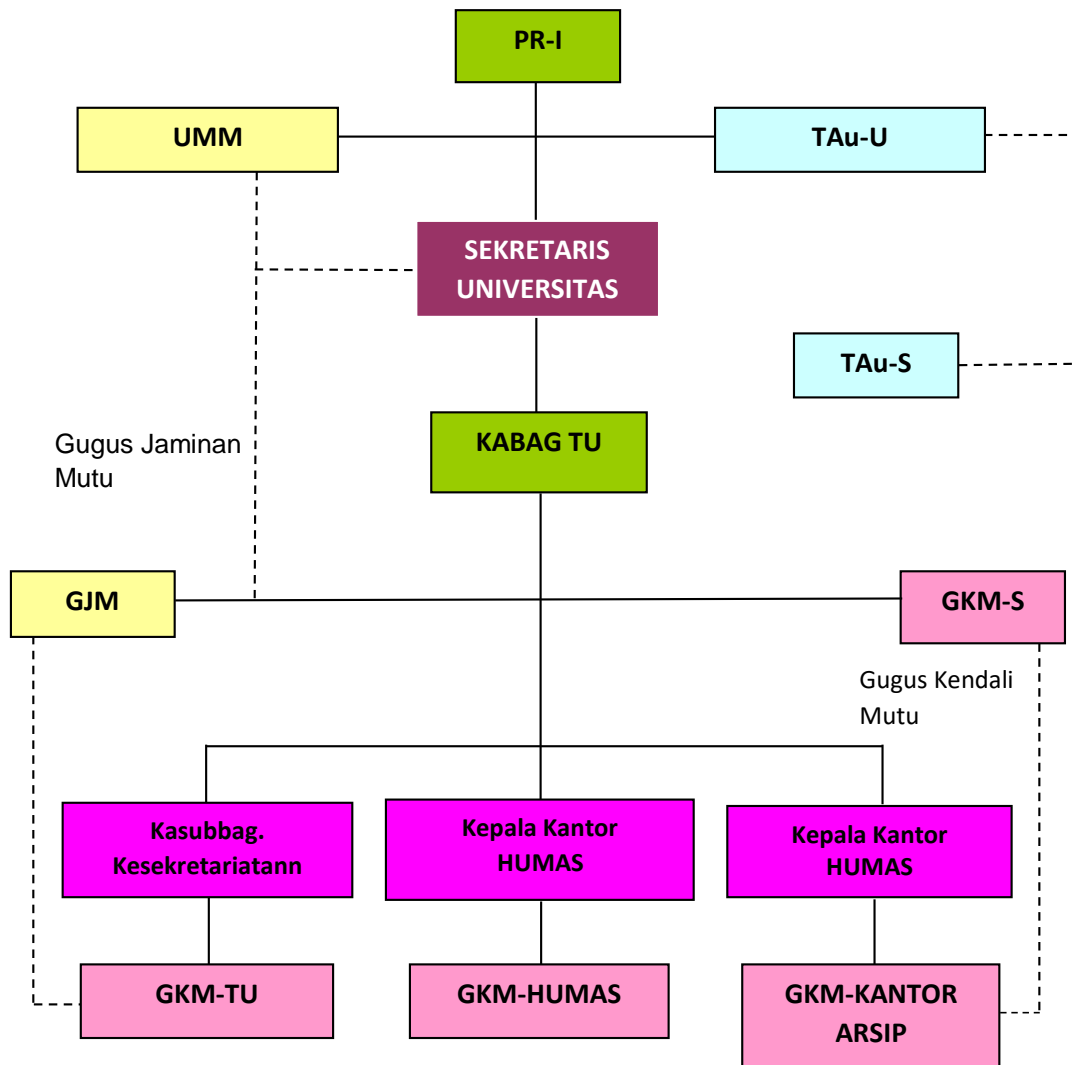 PR-I
UMM
TAu-U
SEKRETARIS
UNIVERSITAS
TAu-S
KABAG TU
Gugus Jaminan
Mutu
GJM
GKM-S
Gugus Kendali
Mutu
Kasubbag.
Kesekretariatann
Kepala Kantor
HUMAS
Kepala Kantor
HUMAS
GKM-TU
GKM-HUMAS
GKM-KANTOR
ARSIP